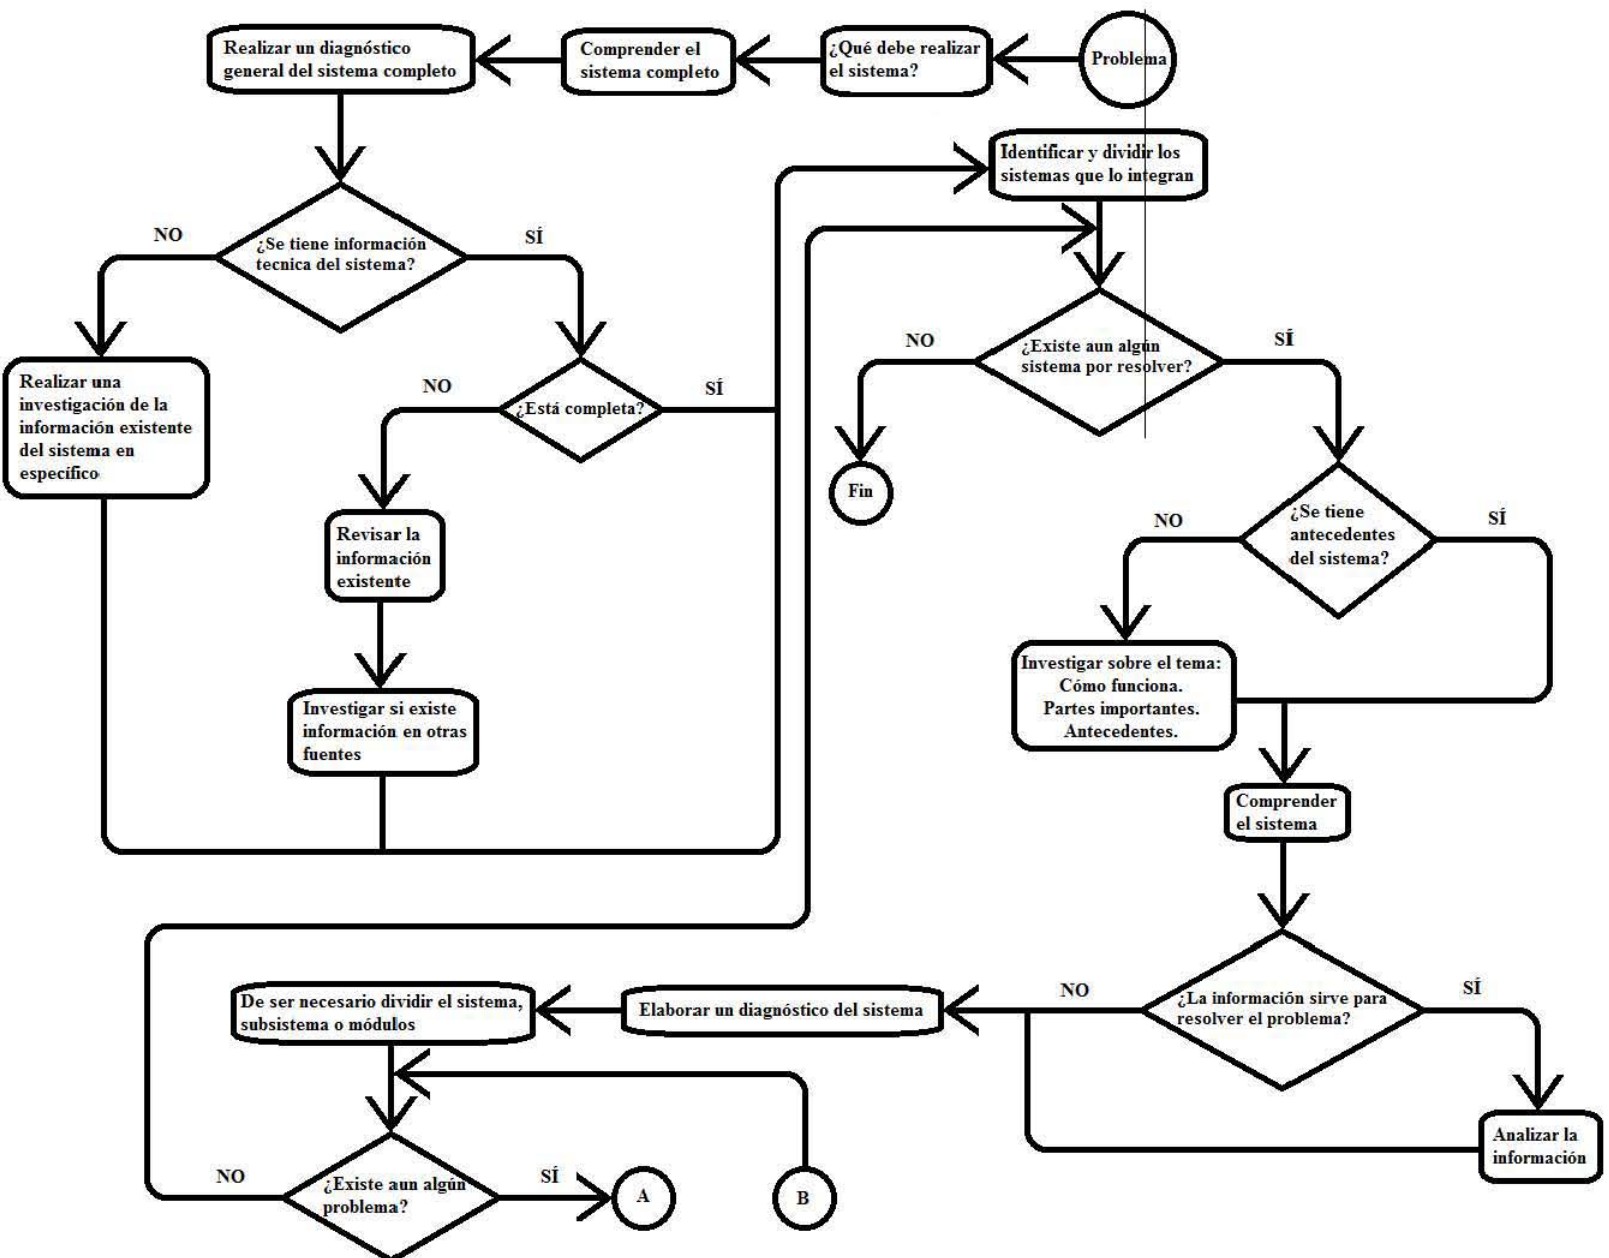 Problema
¿Qué debe realizar
el sistema?
Comprender el
sistema completo
Realizar un diagnóstico
general del sistema completo
¿Se tiene información
tecnica del sistema?
NO
SÍ
Realizar una
investigación de la
información existente
del sistema en
específico
¿Está completa?
NO
SÍ
Revisar la
información
existente
Investigar si existe
información en otras
fuentes
Identificar y dividir los
sistemas que lo integran
¿Existe aun algún
sistema por resolver?
NO
SÍ
Fin
¿Se tiene
antecedentes
del sistema?
NO
SÍ
Investigar sobre el tema:
Cómo funciona.
Partes importantes.
Antecedentes.
Comprender
el sistema
¿La información sirve para
resolver el problema?
NO
SÍ
Analizar la
información
Elaborar un diagnóstico del sistema
De ser necesario dividir el sistema,
subsistema o módulos
¿Existe aun algún
problema?
NO
SÍ
A
B